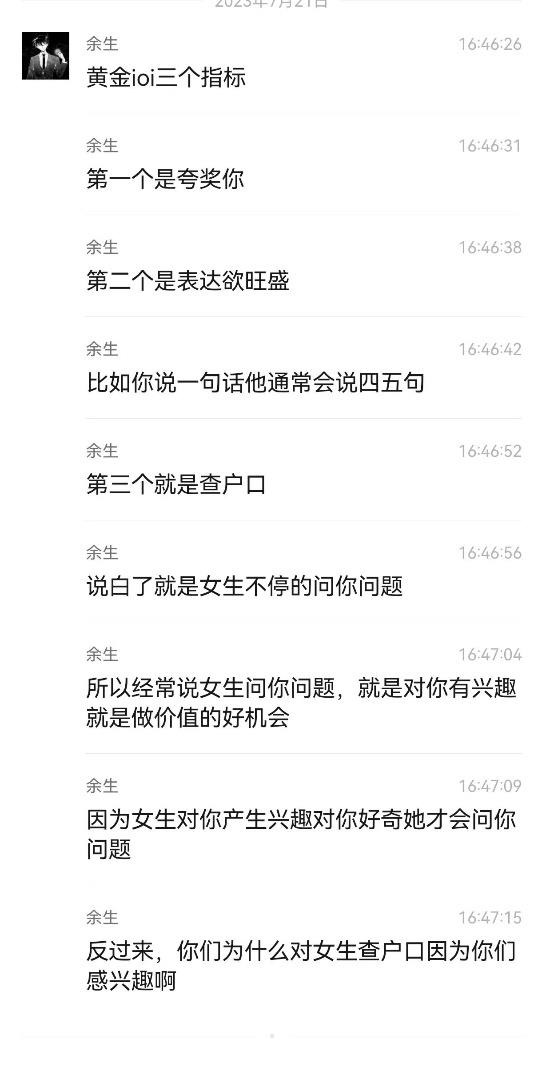 2023年7月21日
余生
16:46:26
黄金ioi三个指标
余生
16:46:31
第一个是夸奖你
余生
16:46:38
第二个是表达欲旺盛
余生
16:46:42
比如你说一句话他通常会说四五句
余生
16:46:52
第三个就是查户口
余生
16:46:56
说白了就是女生不停的问你问题
余生
16:47:04
所以经常说女生问你问题，就是对你有兴趣
就是做价值的好机会
余生
16:47:09
因为女生对你产生兴趣对你好奇她才会问你
问题
余生
16:47:15
反过来，你们为什么对女生查户口因为你们
感兴趣啊